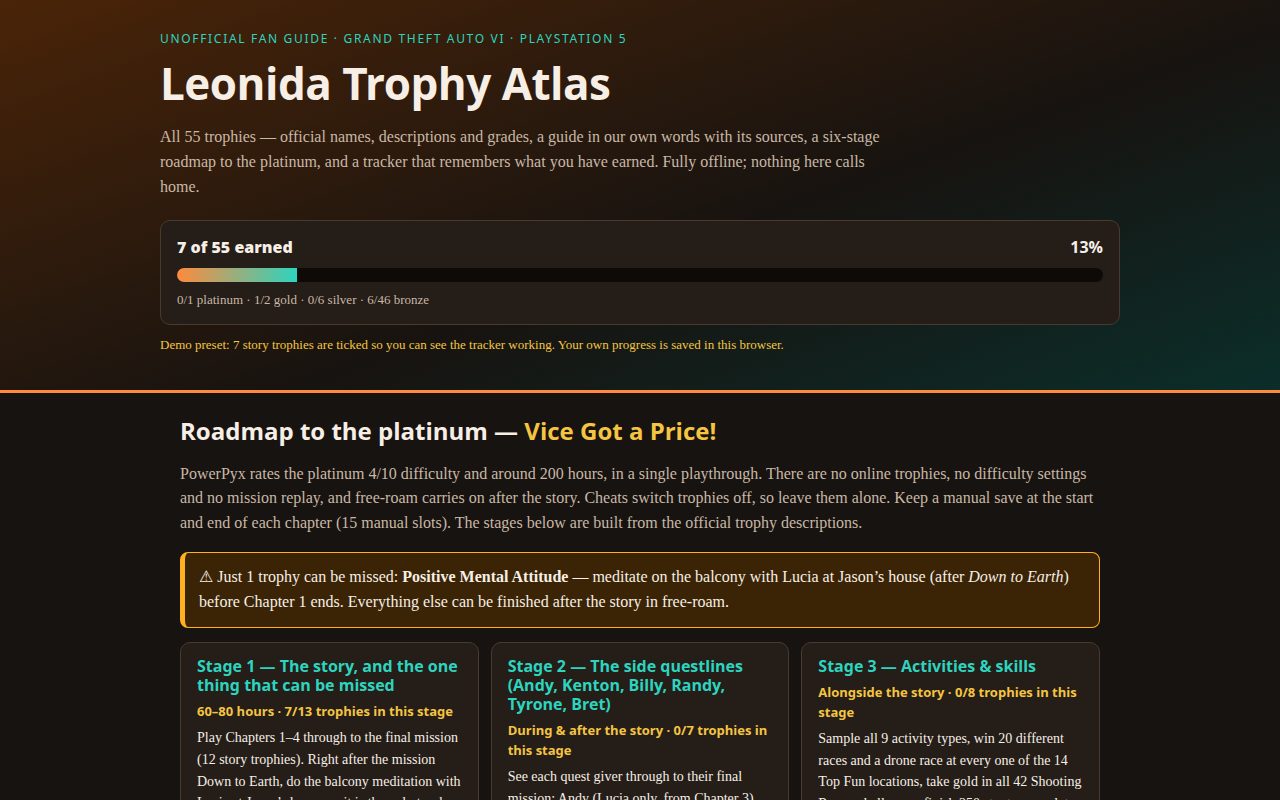 UNOFFICIAL FAN GUIDE · GRAND THEFT AUTO VI · PLAYSTATION 5
Leonida Trophy Atlas
All 55 trophies — official names, descriptions and grades, a guide in our own words with its sources, a six-stage
roadmap to the platinum, and a tracker that remembers what you have earned. Fully offline; nothing here calls
home.
7 of 55 earned
13%
0/1 platinum · 1/2 gold · 0/6 silver · 6/46 bronze
Demo preset: 7 story trophies are ticked so you can see the tracker working. Your own progress is saved in this browser.
Roadmap to the platinum — Vice Got a Price!
PowerPyx rates the platinum 4/10 difficulty and around 200 hours, in a single playthrough. There are no online trophies, no difficulty settings
and no mission replay, and free-roam carries on after the story. Cheats switch trophies off, so leave them alone. Keep a manual save at the start
and end of each chapter (15 manual slots). The stages below are built from the official trophy descriptions.
⚠ Just 1 trophy can be missed: Positive Mental Attitude — meditate on the balcony with Lucia at Jason’s house (after Down to Earth)
before Chapter 1 ends. Everything else can be finished after the story in free-roam.
Stage 1 — The story, and the one
thing that can be missed
60–80 hours · 7/13 trophies in this stage
Play Chapters 1–4 through to the final mission
(12 story trophies). Right after the mission
Down to Earth, do the balcony meditation with
Stage 2 — The side questlines
(Andy, Kenton, Billy, Randy,
Tyrone, Bret)
During & after the story · 0/7 trophies in
this stage
See each quest giver through to their final
mission: Andy (Lucia only, from Chapter 3)
Stage 3 — Activities & skills
Alongside the story · 0/8 trophies in this
stage
Sample all 9 activity types, win 20 different
races and a drone race at every one of the 14
Top Fun locations, take gold in all 42 Shooting